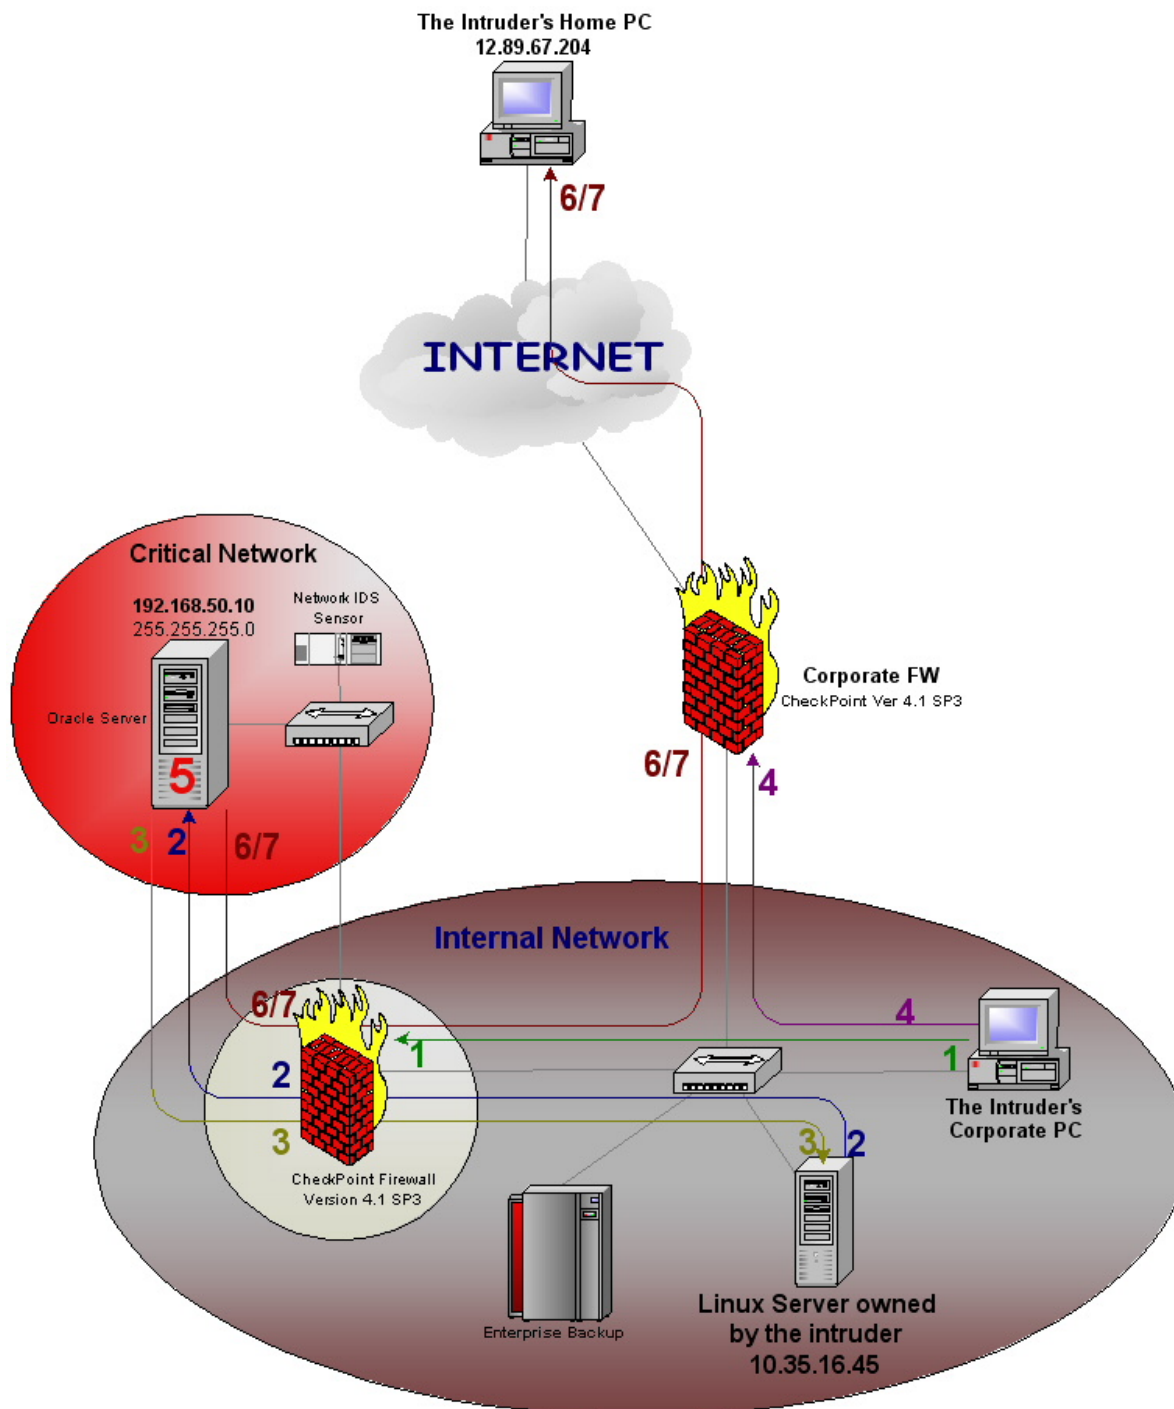 The Intruder's Home PC
12.89.67.204
6/7
INTERNET
Critical Network
192.168.50.10
255.255.255.0
Network IDS
Sensor
Oracle Server
5
3
2
6/7
Corporate FW
CheckPoint Ver 4.1 SP3
6/7
4
Internal Network
6/7
1
4
1
2
3
CheckPoint Firewall
Version 4.1 SP3
3
2
The Intruder's
Corporate PC
Enterprise Backup
Linux Server owned
by the intruder
10.35.16.45